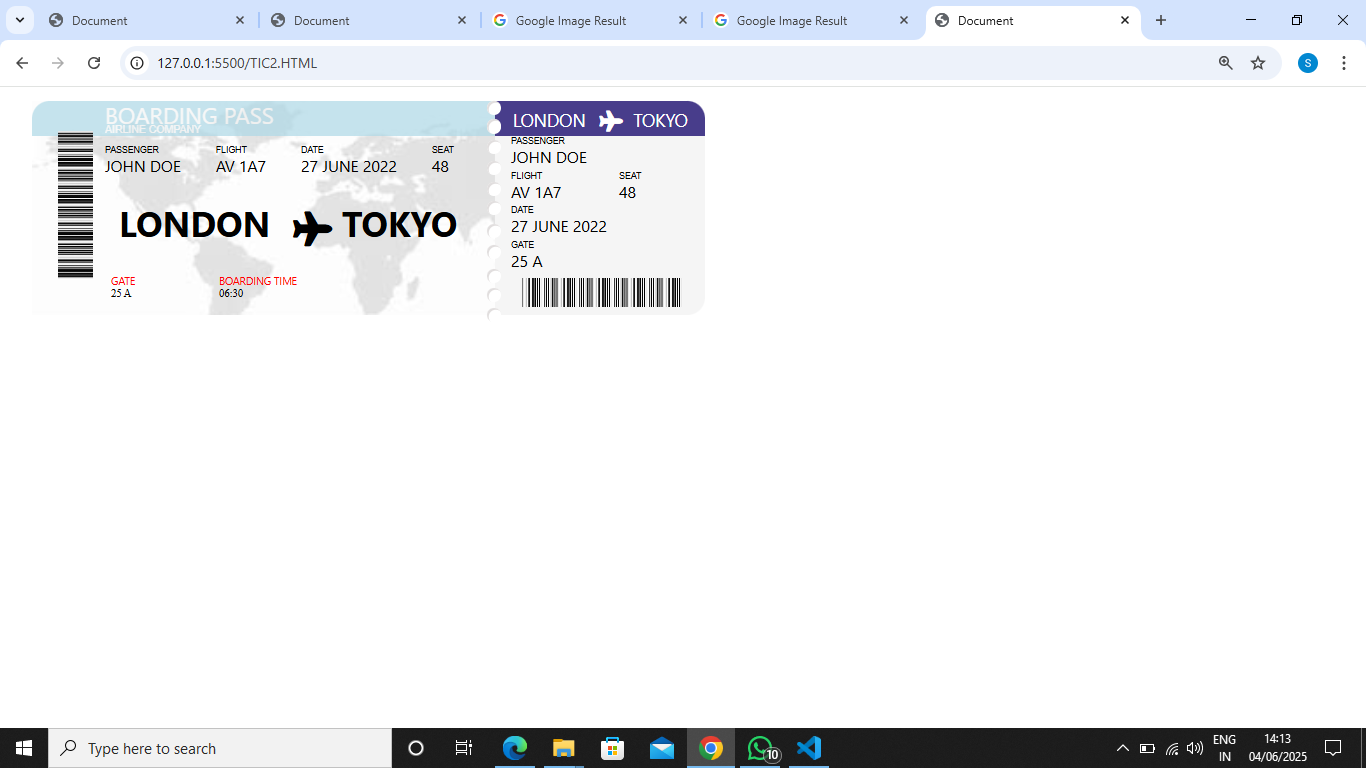 Document
Document
Google Image Result
Google Image Result
Document
127.0.0.1:5500/TIC2.HTML
S
BOARDING PASS
AIRLINE COMPANY
PASSENGER FLIGHT DATE SEAT
JOHN DOE AV 1A7 27 JUNE 2022 48
LONDON TOKYO
GATE BOARDING TIME
25 A 06:30
LONDON TOKYO
PASSENGER
JOHN DOE
FLIGHT SEAT
AV 1A7 48
DATE
27 JUNE 2022
GATE
25 A
Type here to search
10
ENG
IN
14:13
04/06/2025